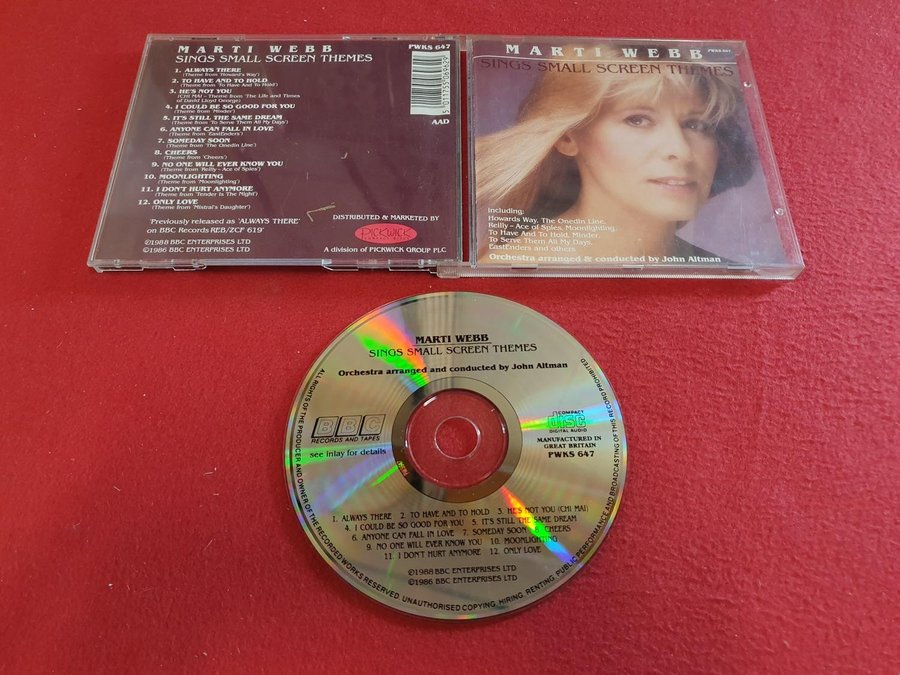 MARTI WEBB
SINGS SMALL SCREEN THEMES
PWKS 647
1. ALWAYS THERE
(Theme from 'Howard's Way')
2. TO HAVE AND TO HOLD
(Theme from 'To Have And To Hold')
3. HE'S NOT YOU
(CHI MAI - Theme from 'The Life and Times
of David Lloyd George)
4. I COULD BE SO GOOD FOR YOU
(Theme from 'Minder')
5. IT'S STILL THE SAME DREAM
(Theme from 'To Serve Them All My Days')
6. ANYONE CAN FALL IN LOVE
(Theme from 'EastEnders')
7. SOMEDAY SOON
(Theme from 'The Onedin Line')
8. CHEERS
(Theme from 'Cheers')
9. NO ONE WILL EVER KNOW YOU
(Theme from 'Reilly - Ace of Spies')
10. MOONLIGHTING
(Theme from 'Moonlighting')
11. I DON'T HURT ANYMORE
(Theme from 'Tender is The Night')
12. ONLY LOVE
(Theme from 'Mistral's Daughter')
AAD
'Previously released as 'ALWAYS THERE'
on BBC Records REB/ZCF 619'
©1988 BBC ENTERPRISES LTD
℗1986 BBC ENTERPRISES LTD
DISTRIBUTED & MARKETED BY
PICKWICK
A division of PICKWICK GROUP PLC
MARTI WEBB
PWKS 647
SINGS SMALL SCREEN THEMES
including:
Howards Way, The Onedin Line,
Reilly - Ace of Spies, Moonlighting,
To Have And To Hold, Minder,
To Serve Them All My Days,
EastEnders and others
Orchestra arranged & conducted by John Altman
MARTI WEBB
SINGS SMALL SCREEN THEMES
Orchestra arranged and conducted by John Altman
BBC
RECORDS AND TAPES
see inlay for details
COMPACT
disc
DIGITAL AUDIO
MANUFACTURED IN
GREAT BRITAIN
PWKS 647
1. ALWAYS THERE 2. TO HAVE AND TO HOLD 3. HE'S NOT YOU (CHI MAI)
4. I COULD BE SO GOOD FOR YOU 5. IT'S STILL THE SAME DREAM
6. ANYONE CAN FALL IN LOVE 7. SOMEDAY SOON 8. CHEERS
9. NO ONE WILL EVER KNOW YOU 10. MOONLIGHTING
11. I DON'T HURT ANYMORE 12. ONLY LOVE
©1988 BBC ENTERPRISES LTD
℗1986 BBC ENTERPRISES LTD
ALL RIGHTS OF THE PRODUCER AND OWNER OF THE RECORDED WORKS RESERVED. UNAUTHORISED COPYING, HIRING, RENTING, PUBLIC PERFORMANCE AND BROADCASTING OF THIS RECORD PROHIBITED